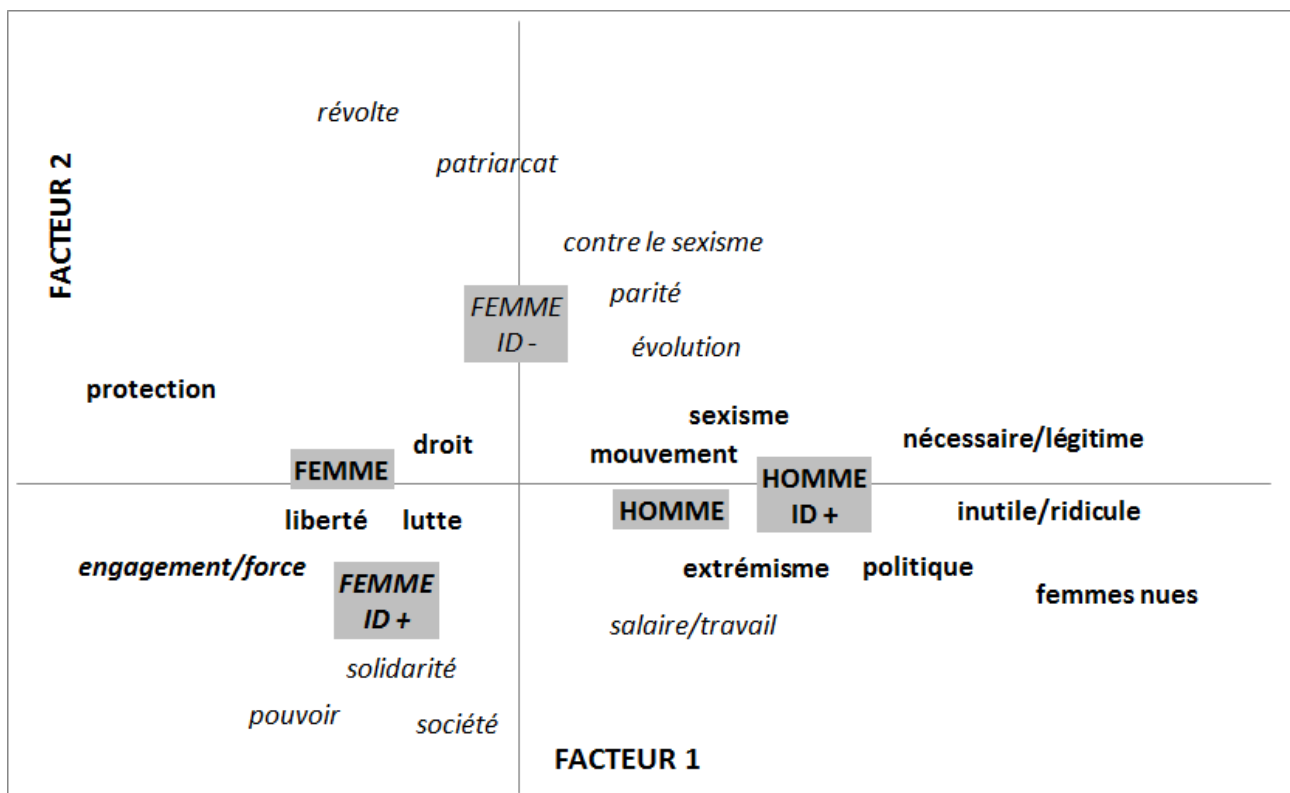 révolte
patriarcat
FACTEUR 2
contre le sexisme
parité
FEMME
ID -
évolution
protection
sexisme
droit
mouvement
nécessaire/légitime
FEMME
HOMME
ID +
HOMME
liberté
lutte
inutile/ridicule
engagement/force
extrémisme
politique
FEMME
ID +
femmes nues
salaire/travail
solidarité
pouvoir
société
FACTEUR 1